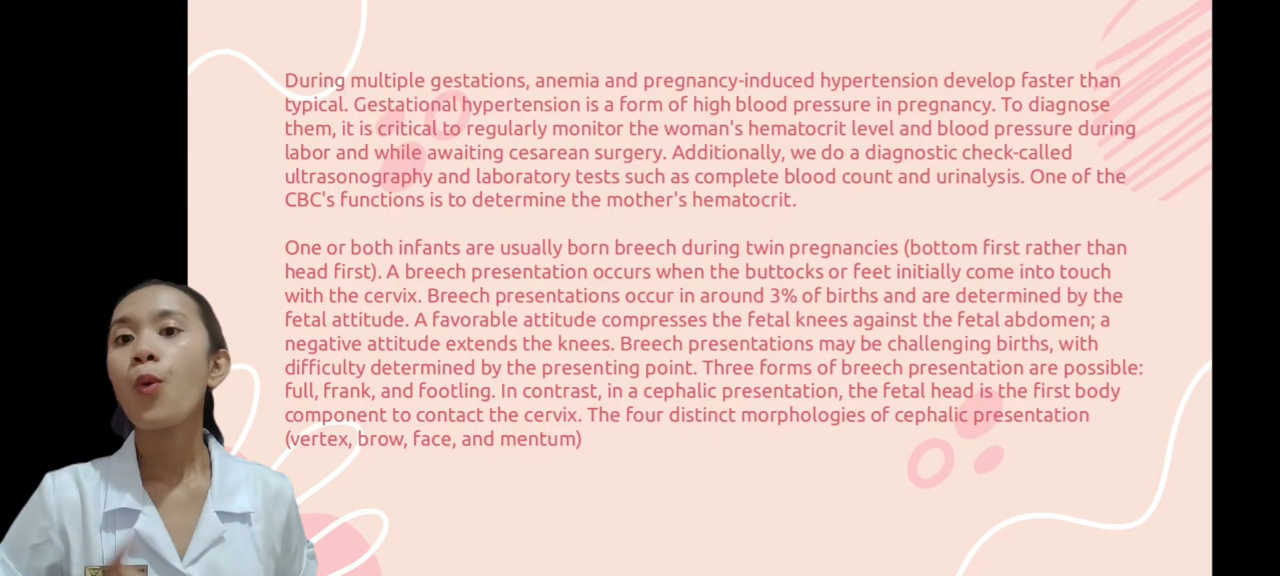 During multiple gestations, anemia and pregnancy-induced hypertension develop faster than
typical. Gestational hypertension is a form of high blood pressure in pregnancy. To diagnose
them, it is critical to regularly monitor the woman's hematocrit level and blood pressure during
labor and while awaiting cesarean surgery. Additionally, we do a diagnostic check-called
ultrasonography and laboratory tests such as complete blood count and urinalysis. One of the
CBC's functions is to determine the mother's hematocrit.
One or both infants are usually born breech during twin pregnancies (bottom first rather than
head first). A breech presentation occurs when the buttocks or feet initially come into touch
with the cervix. Breech presentations occur in around 3% of births and are determined by the
fetal attitude. A favorable attitude compresses the fetal knees against the fetal abdomen; a
negative attitude extends the knees. Breech presentations may be challenging births, with
difficulty determined by the presenting point. Three forms of breech presentation are possible:
full, frank, and footling. In contrast, in a cephalic presentation, the fetal head is the first body
component to contact the cervix. The four distinct morphologies of cephalic presentation
(vertex, brow, face, and mentum)